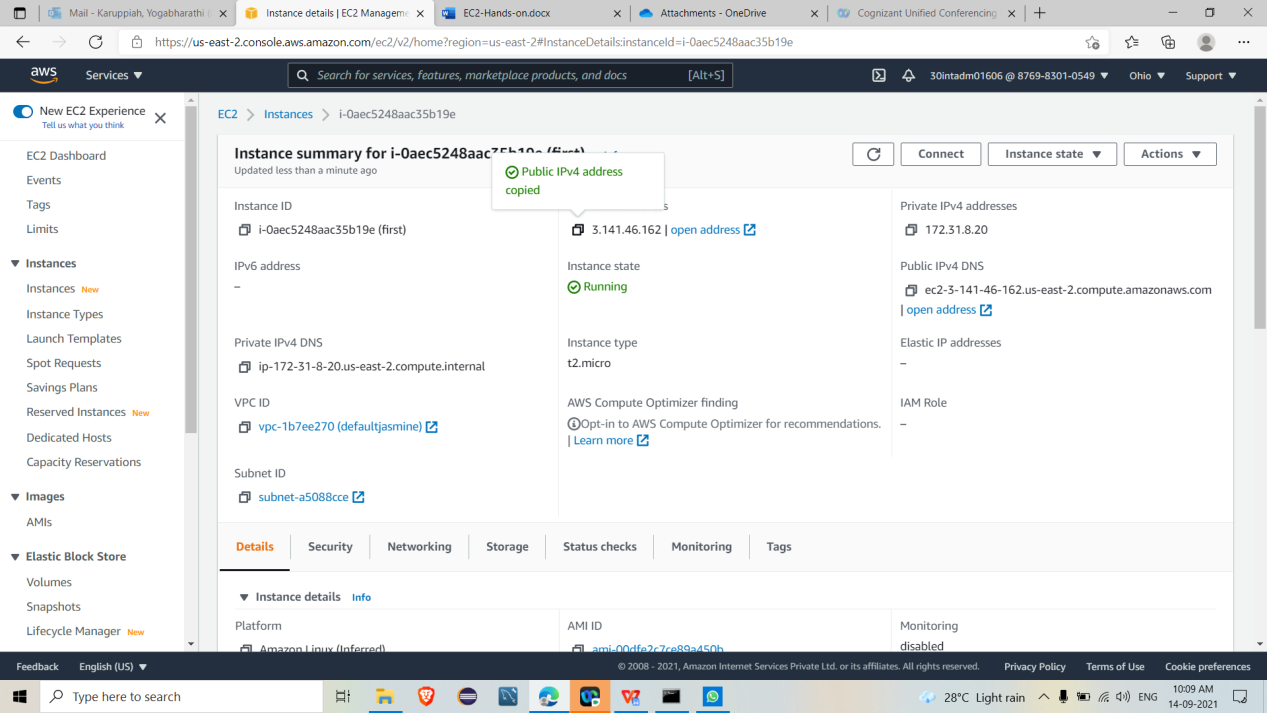 Mail - Karuppiah, Yogabharathi
Instance details | EC2 Manageme
EC2-Hands-on.docx
Attachments - OneDrive
Cognizant Unified Conferencing
https://us-east-2.console.aws.amazon.com/ec2/v2/home?region=us-east-2#InstanceDetails:instanceId=i-0aec5248aac35b19e
aws
Services ▼
Search for services, features, marketplace products, and docs
[Alt+S]
30intadm01606 @ 8769-8301-0549 ▼
Ohio ▼
Support ▼
New EC2 Experience
Tell us what you think
EC2 Dashboard
Events
Tags
Limits
Instances
Instances New
Instance Types
Launch Templates
Spot Requests
Savings Plans
Reserved Instances New
Dedicated Hosts
Capacity Reservations
Images
AMIs
Elastic Block Store
Volumes
Snapshots
Lifecycle Manager New
EC2 > Instances > i-0aec5248aac35b19e
Instance summary for i-0aec5248aac35b19e (first)
Updated less than a minute ago
Connect
Instance state ▼
Actions ▼
Public IPv4 address
copied
Instance ID
i-0aec5248aac35b19e (first)
3.141.46.162 | open address
Private IPv4 addresses
172.31.8.20
IPv6 address
–
Instance state
Running
Public IPv4 DNS
ec2-3-141-46-162.us-east-2.compute.amazonaws.com
| open address
Private IPv4 DNS
ip-172-31-8-20.us-east-2.compute.internal
Instance type
t2.micro
Elastic IP addresses
–
VPC ID
vpc-1b7ee270 (defaultjasmine)
AWS Compute Optimizer finding
Opt-in to AWS Compute Optimizer for recommendations.
| Learn more
IAM Role
–
Subnet ID
subnet-a5088cce
Details
Security
Networking
Storage
Status checks
Monitoring
Tags
Instance details Info
Platform
Amazon Linux (Inferred)
AMI ID
ami-00dfe2c7ce89a450b
Monitoring
disabled
Feedback
English (US) ▼
© 2008 - 2021, Amazon Internet Services Private Ltd. or its affiliates. All rights reserved.
Privacy Policy
Terms of Use
Cookie preferences
Type here to search
28°C Light rain
ENG
10:09 AM
14-09-2021